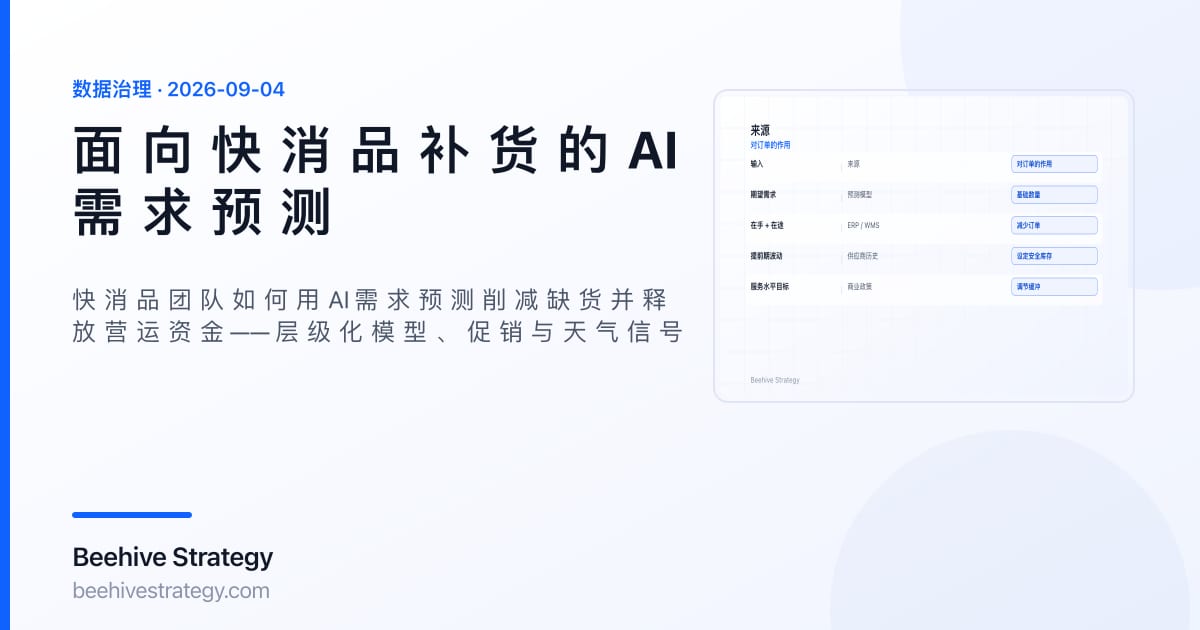 数据治理 · 2026-09-04
面向快消品补货的 AI
需求预测
快消品团队如何用 AI需求预测削减缺货并释
放营运资金——层级化模型、促销与天气信号
Beehive Strategy
beehivestrategy.com
来源
对订单的作用
输入 来源 对订单的作用
期望需求 预测模型 基础数量
在手 + 在途 ERP / WMS 减少订单
提前期波动 供应商历史 设定安全库存
服务水平目标 商业政策 调节缓冲
Beehive Strategy